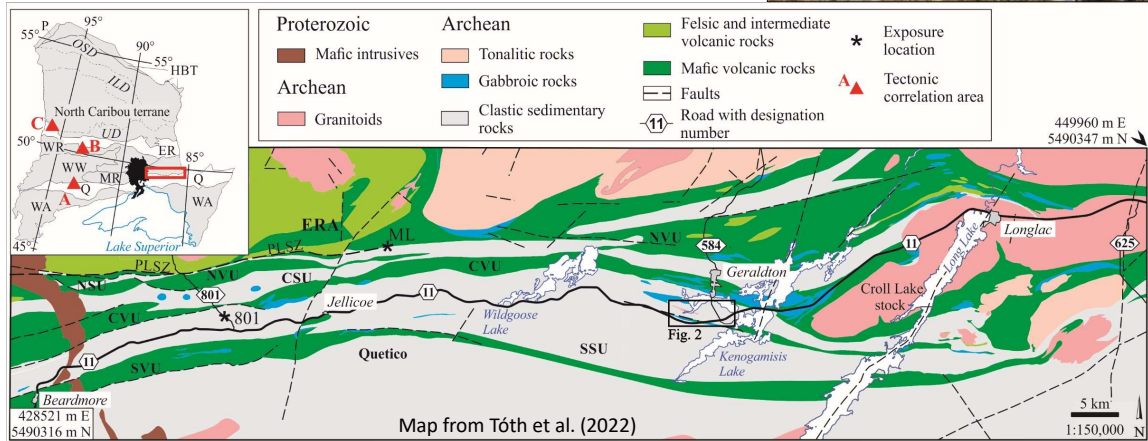 P
95°
55°
OSD
90°
55°
HBT
ILD
North Caribou terrane
C
UD
50°
WR
B
ER
WW
MR
85°
Q
A
Q
WA
WA
45°
Lake Superior
Proterozoic
Mafic intrusives
Archean
Granitoids
Archean
Tonalitic rocks
Gabbroic rocks
Clastic sedimentary
rocks
Felsic and intermediate
volcanic rocks
Mafic volcanic rocks
Faults
11 Road with designation
number
* Exposure
location
A Tectonic
correlation area
449960 m E
5490347 m N
ERA
ML
PLSZ
PLSZ
NVU
NSU
CSU
801
CVU
CVU
NVU
584
Geraldton
11
Longlac
625
Long Lake
Croll Lake
stock
Jellicoe
11
Wildgoose
Lake
*801
Fig. 2
SSU
Kenogamisis
Lake
Quetico
SVU
11
Beardmore
428521 m E
5490316 m N
Map from Tóth et al. (2022)
5 km
1:150,000
N